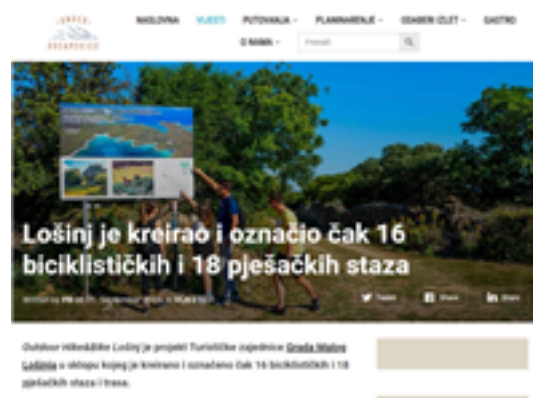 NASLOVNA VIJESTI PUTOVANJA PLANINARENJE ODABERI IZLET GASTRO
O NAMA
Lošinj je kreirao i označio čak 16
biciklističkih i 18 pješačkih staza
Tweet Share Share
Outdoor Hike&Bike Lošinj je projekt Turističke zajednice Grada Malog
Lošinja u sklopu kojeg je kreirano i označeno čak 16 biciklističkih i 18
pješačkih staza i trasa.